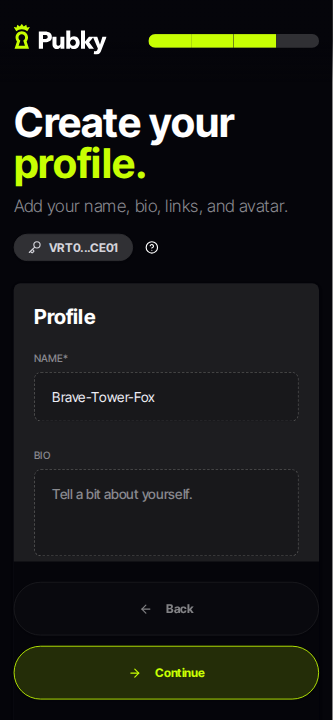 Pubky
Create your
profile.
Add your name, bio, links, and avatar.
VRT0...CE01
Profile
NAME*
Brave-Tower-Fox
BIO
Tell a bit about yourself.
Back
Continue